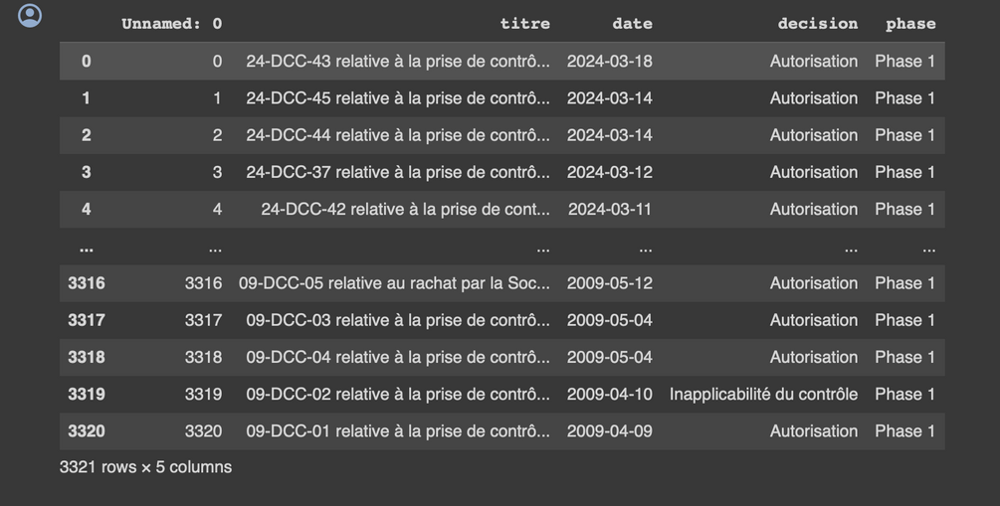 Unnamed: 0 titre date decision phase
0 0 24-DCC-43 relative à la prise de contrô... 2024-03-18 Autorisation Phase 1
1 1 24-DCC-45 relative à la prise de contrô... 2024-03-14 Autorisation Phase 1
2 2 24-DCC-44 relative à la prise de contrô... 2024-03-14 Autorisation Phase 1
3 3 24-DCC-37 relative à la prise de contrô... 2024-03-12 Autorisation Phase 1
4 4 24-DCC-42 relative à la prise de cont... 2024-03-11 Autorisation Phase 1
... ... ... ... ... ...
3316 3316 09-DCC-05 relative au rachat par la Soc... 2009-05-12 Autorisation Phase 1
3317 3317 09-DCC-03 relative à la prise de contrô... 2009-05-04 Autorisation Phase 1
3318 3318 09-DCC-04 relative à la prise de contrô... 2009-05-04 Autorisation Phase 1
3319 3319 09-DCC-02 relative à la prise de contrô... 2009-04-10 Inapplicabilité du contrôle Phase 1
3320 3320 09-DCC-01 relative à la prise de contrô... 2009-04-09 Autorisation Phase 1
3321 rows × 5 columns